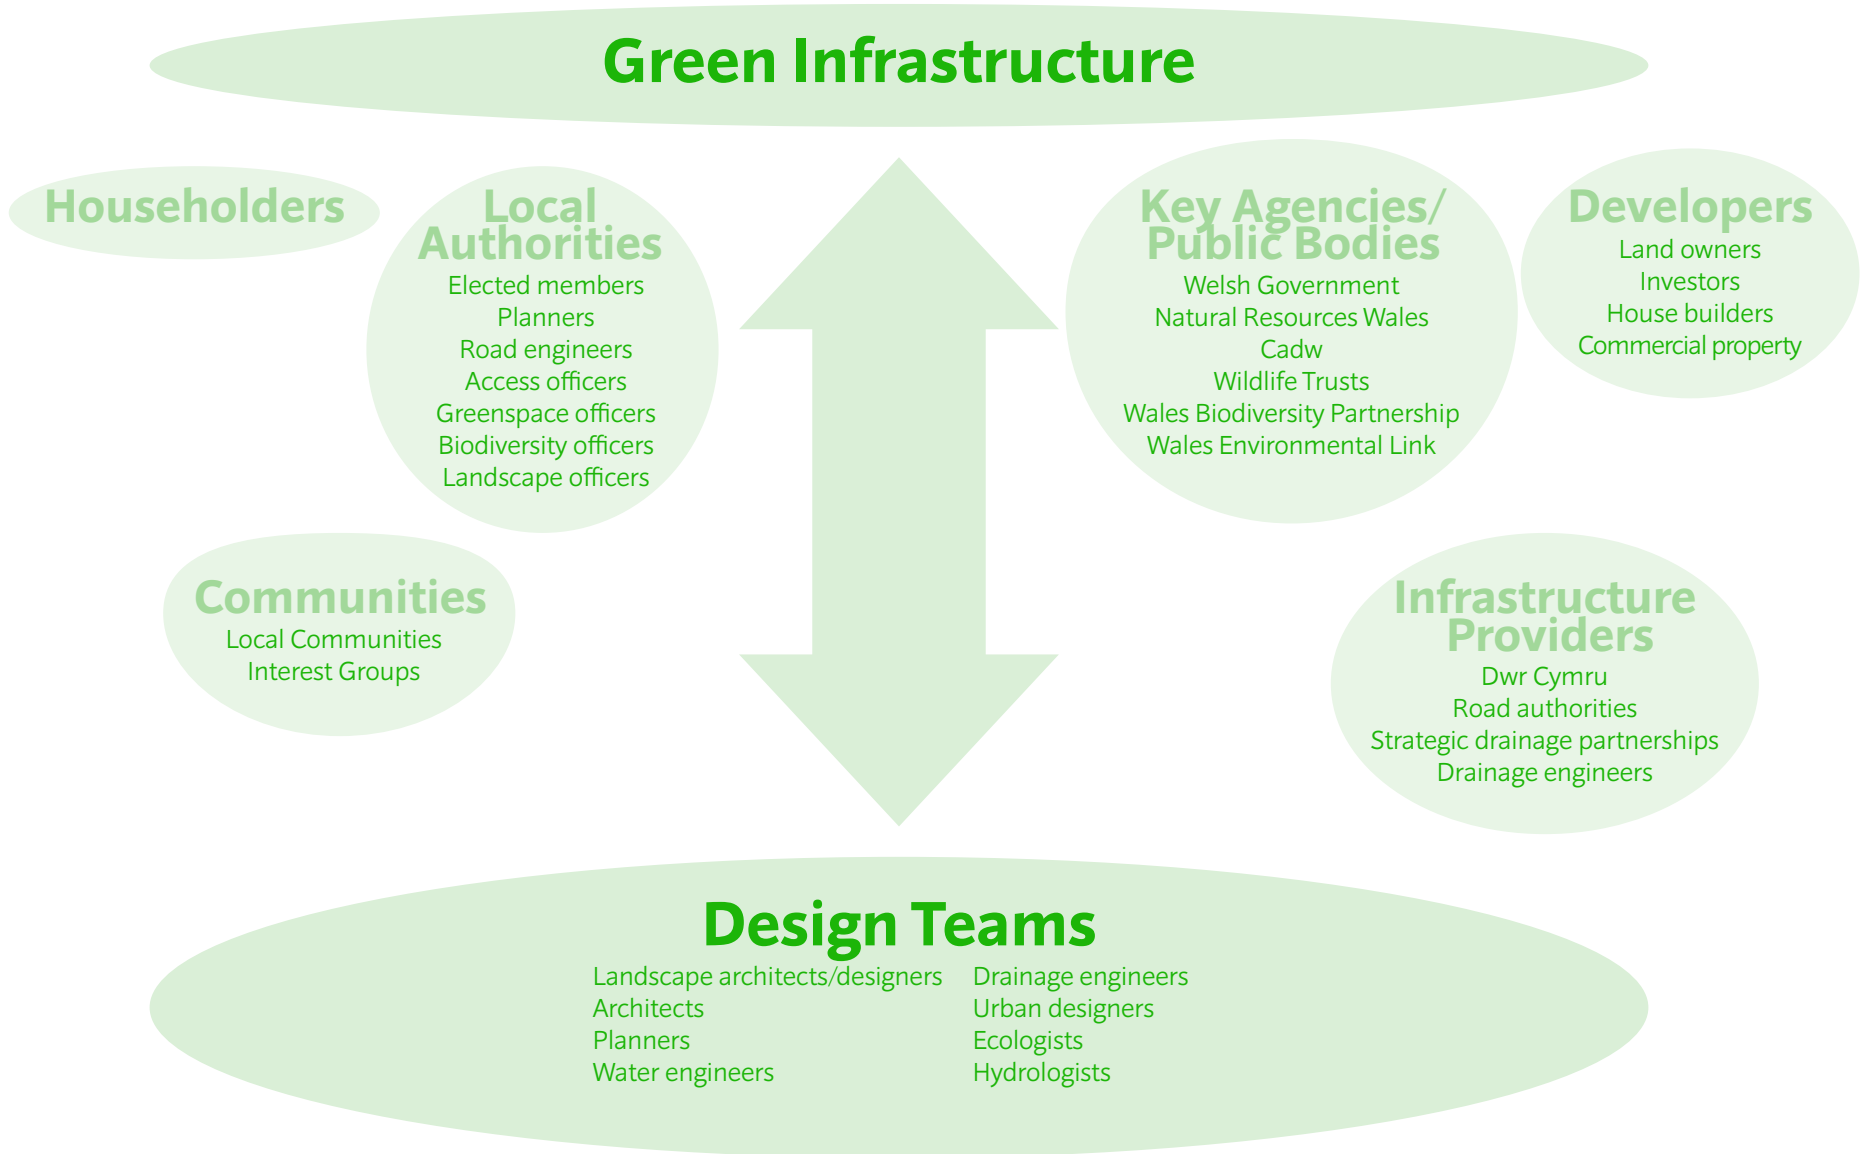 Green Infrastructure
Householders
Local
Authorities
Elected members
Planners
Road engineers
Access officers
Greenspace officers
Biodiversity officers
Landscape officers
Key Agencies/
Public Bodies
Welsh Government
Natural Resources Wales
Cadw
Wildlife Trusts
Wales Biodiversity Partnership
Wales Environmental Link
Developers
Land owners
Investors
House builders
Commercial property
Communities
Local Communities
Interest Groups
Infrastructure
Providers
Dwr Cymru
Road authorities
Strategic drainage partnerships
Drainage engineers
Design Teams
Landscape architects/designers
Architects
Planners
Water engineers
Drainage engineers
Urban designers
Ecologists
Hydrologists